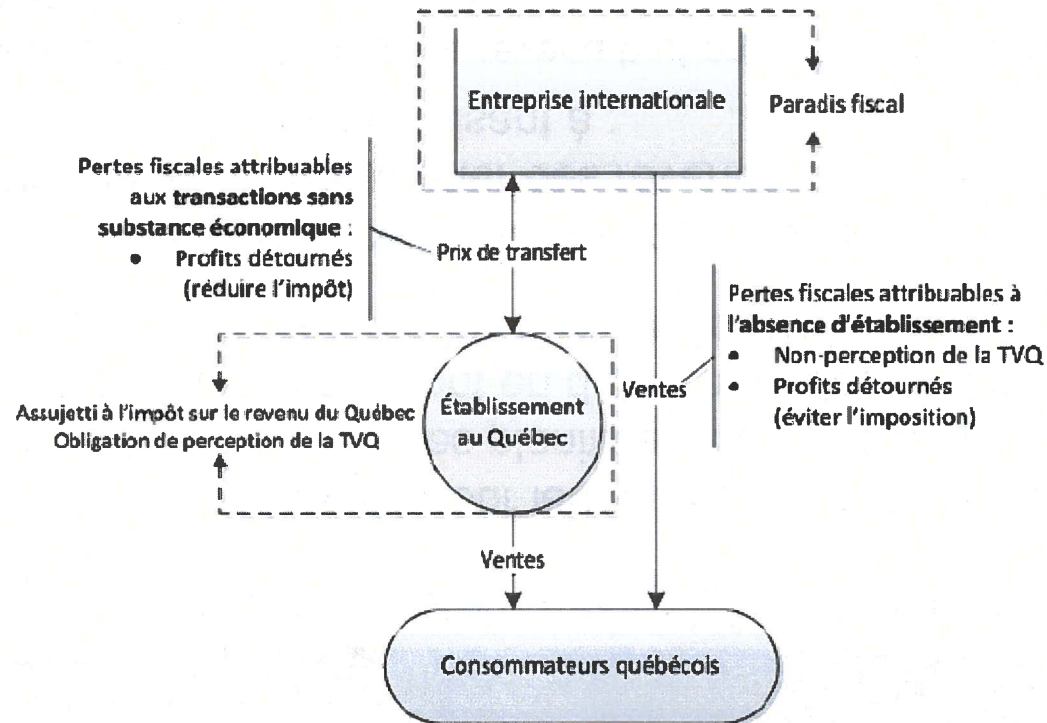 Entreprise internationale
Paradis fiscal
Pertes fiscales attribuables
aux transactions sans
substance économique :
• Profits détournés
(réduire l'impôt)
Prix de transfert
Pertes fiscales attribuables à
l'absence d'établissement :
• Non-perception de la TVQ
• Profits détournés
(éviter l'imposition)
Ventes
Assujetti à l'impôt sur le revenu du Québec
Obligation de perception de la TVQ
Établissement
au Québec
Ventes
Consommateurs québécois